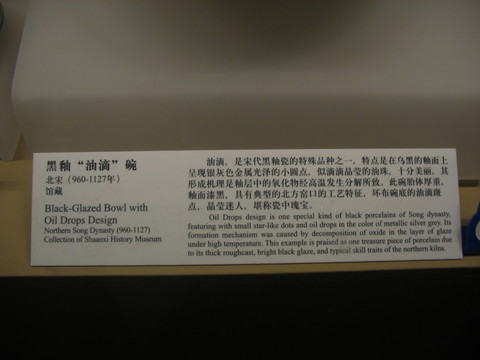 黑釉“油滴”碗
北宋(960-1127年)
馆藏
Black-Glazed Bowl with
Oil Drops Design
Northern Song Dynasty (960-1127)
Collection of Shaanxi History Museum
油滴，是宋代黑釉瓷的特殊品种之一，特点是在乌黑的釉面上
呈现银灰色金属光泽的小圆点，似滴滴晶莹的油珠，十分美丽。其
形成机理是釉层中的氧化物经高温发生分解所致。此碗胎体厚重，
釉面漆黑，具有典型的北方窑口的工艺特征，环布碗底的油滴斑
点，晶莹迷人，堪称瓷中瑰宝。
Oil Drops design is one special kind of black porcelains of Song dynasty,
featuring with small star-like dots and oil drops in the color of metallic silver grey. Its
formation mechanism was caused by decomposition of oxide in the layer of glaze
under high temperature. This example is praised as one treasure piece of porcelain due
to its thick roughcast, bright black glaze, and typical skill traits of the northern kilns.